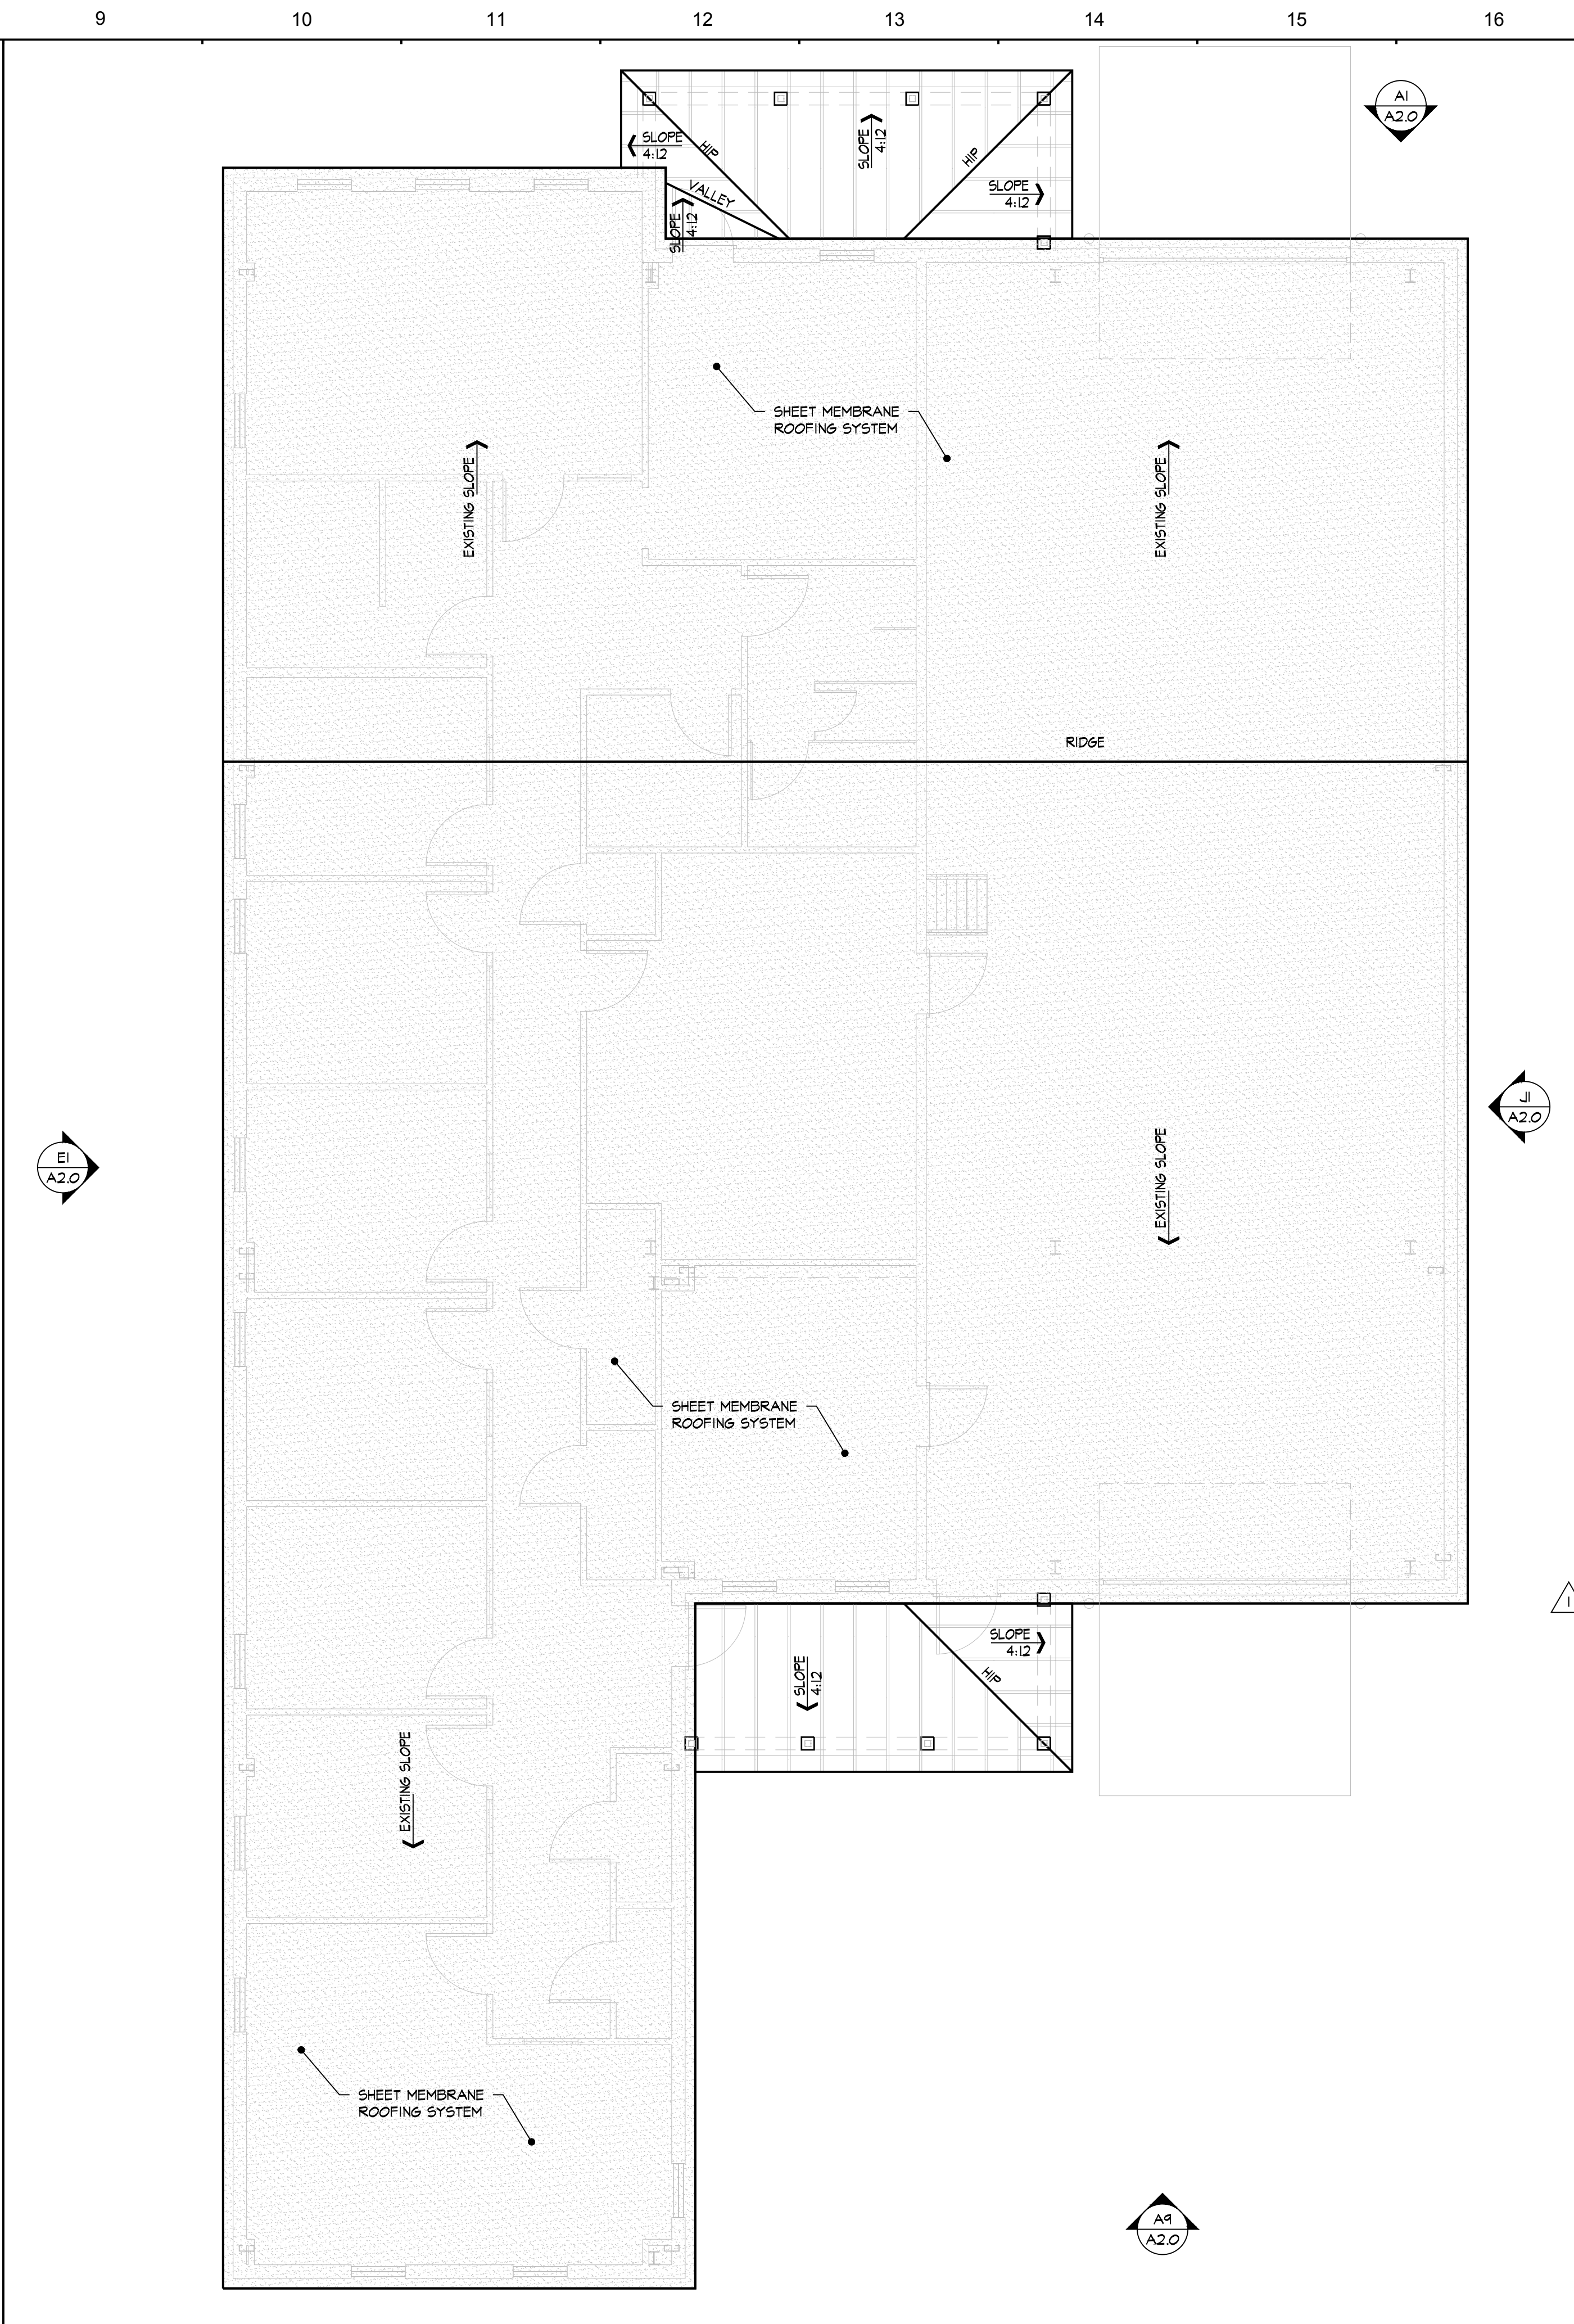 9 10 11 12 13 14 15 16
A1
A2.0
SLOPE
4:12
HIP
SLOPE
4:12
HIP
SLOPE
4:12
VALLEY
SLOPE
4:12
SHEET MEMBRANE
ROOFING SYSTEM
EXISTING SLOPE
EXISTING SLOPE
RIDGE
J1
A2.0
E1
A2.0
EXISTING SLOPE
SHEET MEMBRANE
ROOFING SYSTEM
1
SLOPE
4:12
HIP
SLOPE
4:12
EXISTING SLOPE
SHEET MEMBRANE
ROOFING SYSTEM
A9
A2.0